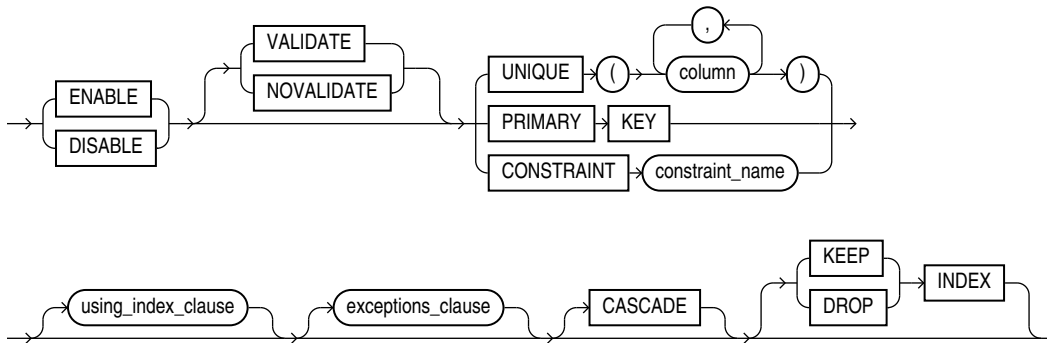 ,
VALIDATE
UNIQUE ( column )
ENABLE NOVALIDATE
PRIMARY KEY
DISABLE
CONSTRAINT constraint_name
KEEP
using_index_clause exceptions_clause CASCADE INDEX
DROP